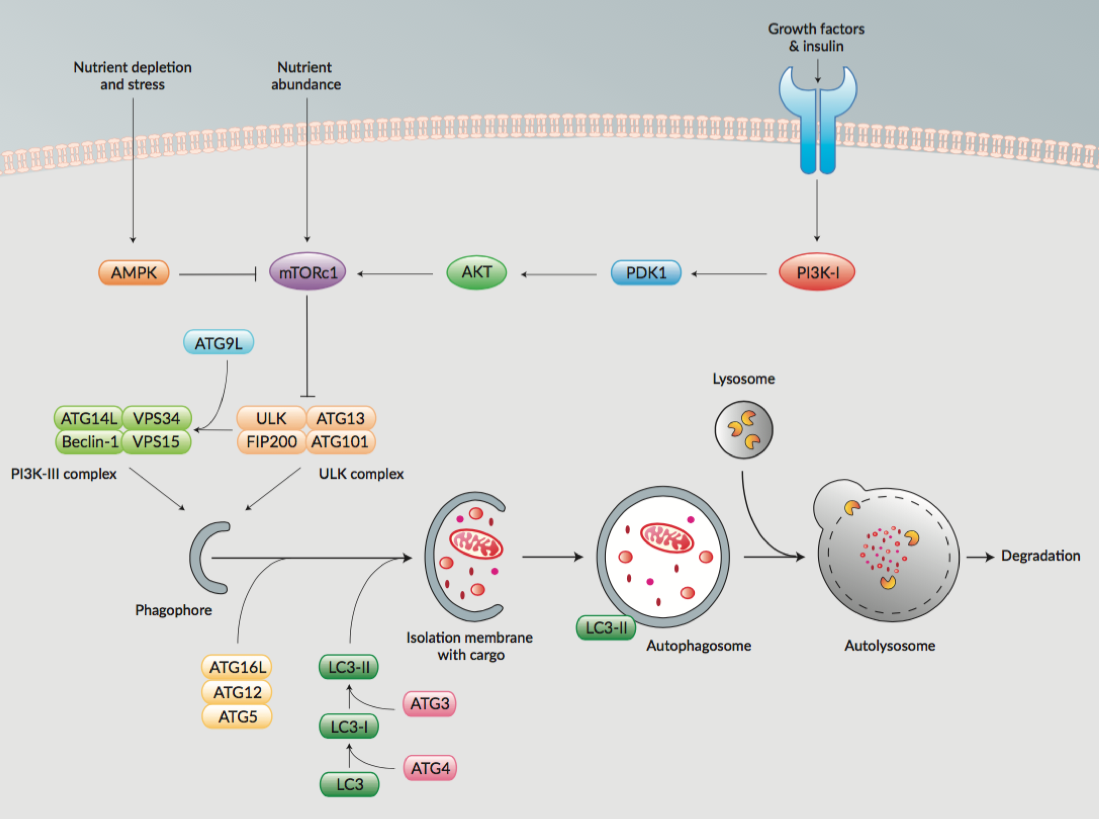 Growth factors
& insulin
Nutrient depletion
and stress
Nutrient
abundance
AMPK
mTORc1
AKT
PDK1
PI3K-I
ATG9L
Lysosome
ATG14L
VPS34
Beclin-1
VPS15
ULK
ATG13
FIP200
ATG101
PI3K-III complex
ULK complex
Phagophore
Degradation
Isolation membrane
with cargo
LC3-II
Autophagosome
Autolysosome
ATG16L
ATG12
ATG5
LC3-II
ATG3
LC3-I
ATG4
LC3